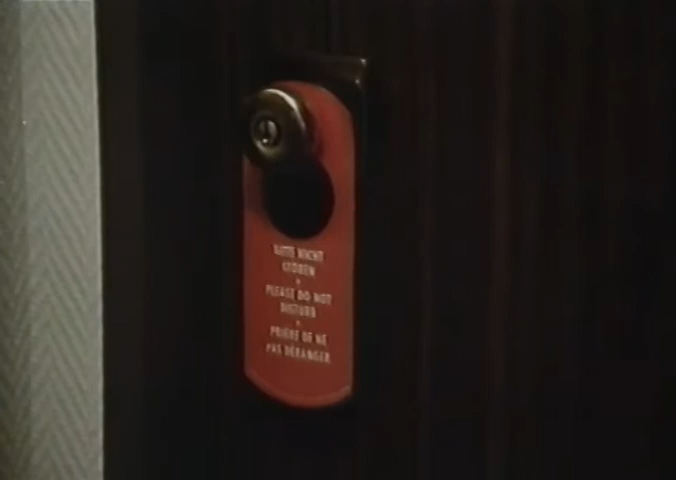 BITTE NICHT
STÖREN
PLEASE DO NOT
DISTURB
PRIÈRE DE NE
PAS DÉRANGER